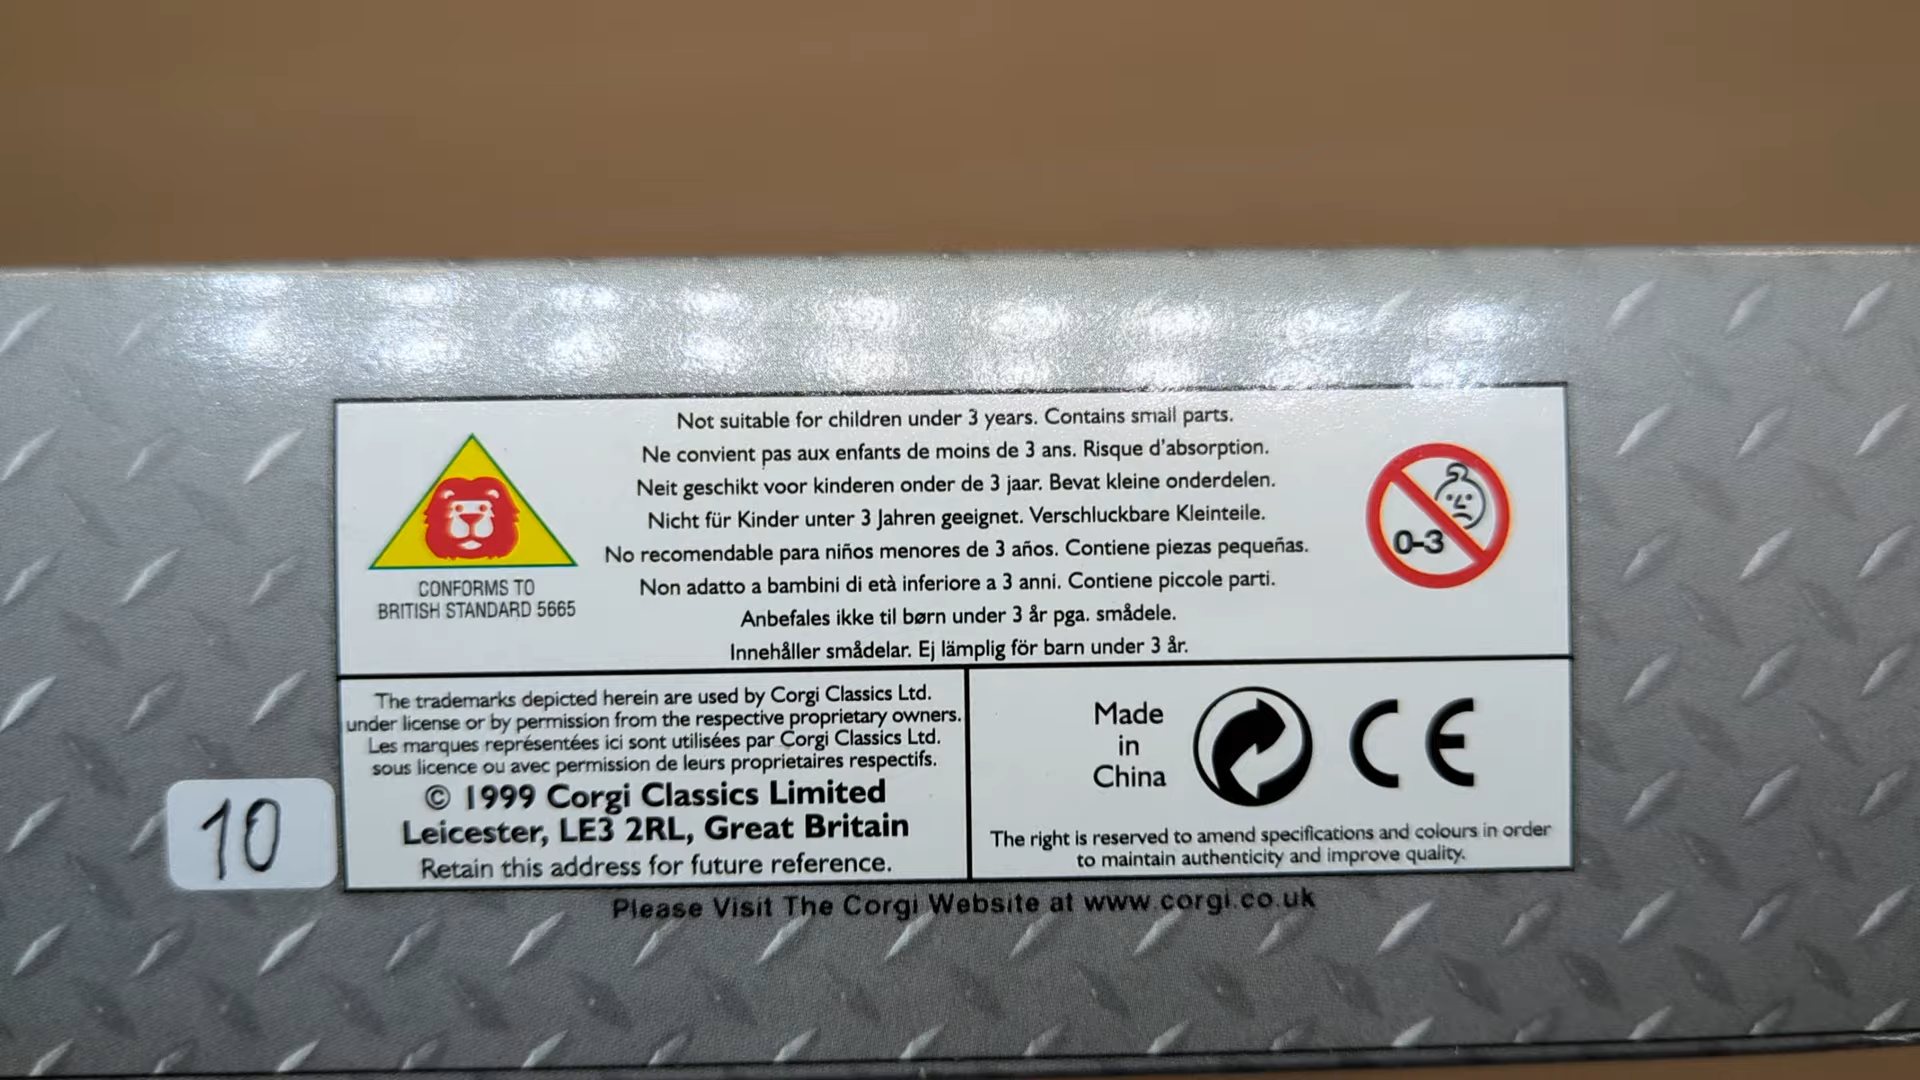 Not suitable for children under 3 years. Contains small parts.
Ne convient pas aux enfants de moins de 3 ans. Risque d'absorption.
Neit geschikt voor kinderen onder de 3 jaar. Bevat kleine onderdelen.
Nicht für Kinder unter 3 Jahren geeignet. Verschluckbare Kleinteile.
No recomendable para niños menores de 3 años. Contiene piezas pequeñas.
Non adatto a bambini di età inferiore a 3 anni. Contiene piccole parti.
Anbefales ikke til børn under 3 år pga. smådele.
Innehåller smådelar. Ej lämplig för barn under 3 år.
CONFORMS TO
BRITISH STANDARD 5665
0-3
The trademarks depicted herein are used by Corgi Classics Ltd.
under license or by permission from the respective proprietary owners.
Les marques représentées ici sont utilisées par Corgi Classics Ltd.
sous licence ou avec permission de leurs proprietaires respectifs.
© 1999 Corgi Classics Limited
Leicester, LE3 2RL, Great Britain
Retain this address for future reference.
Made
in
China
CE
The right is reserved to amend specifications and colours in order
to maintain authenticity and improve quality.
10
Please Visit The Corgi Website at www.corgi.co.uk